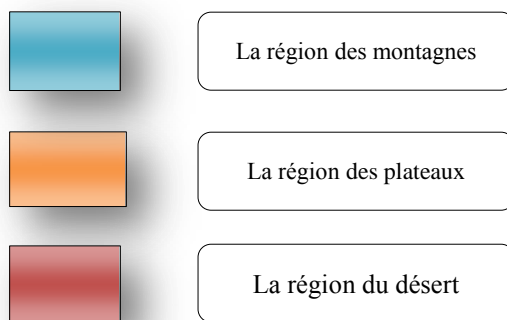 La région des montagnes
La région des plateaux
La région du désert